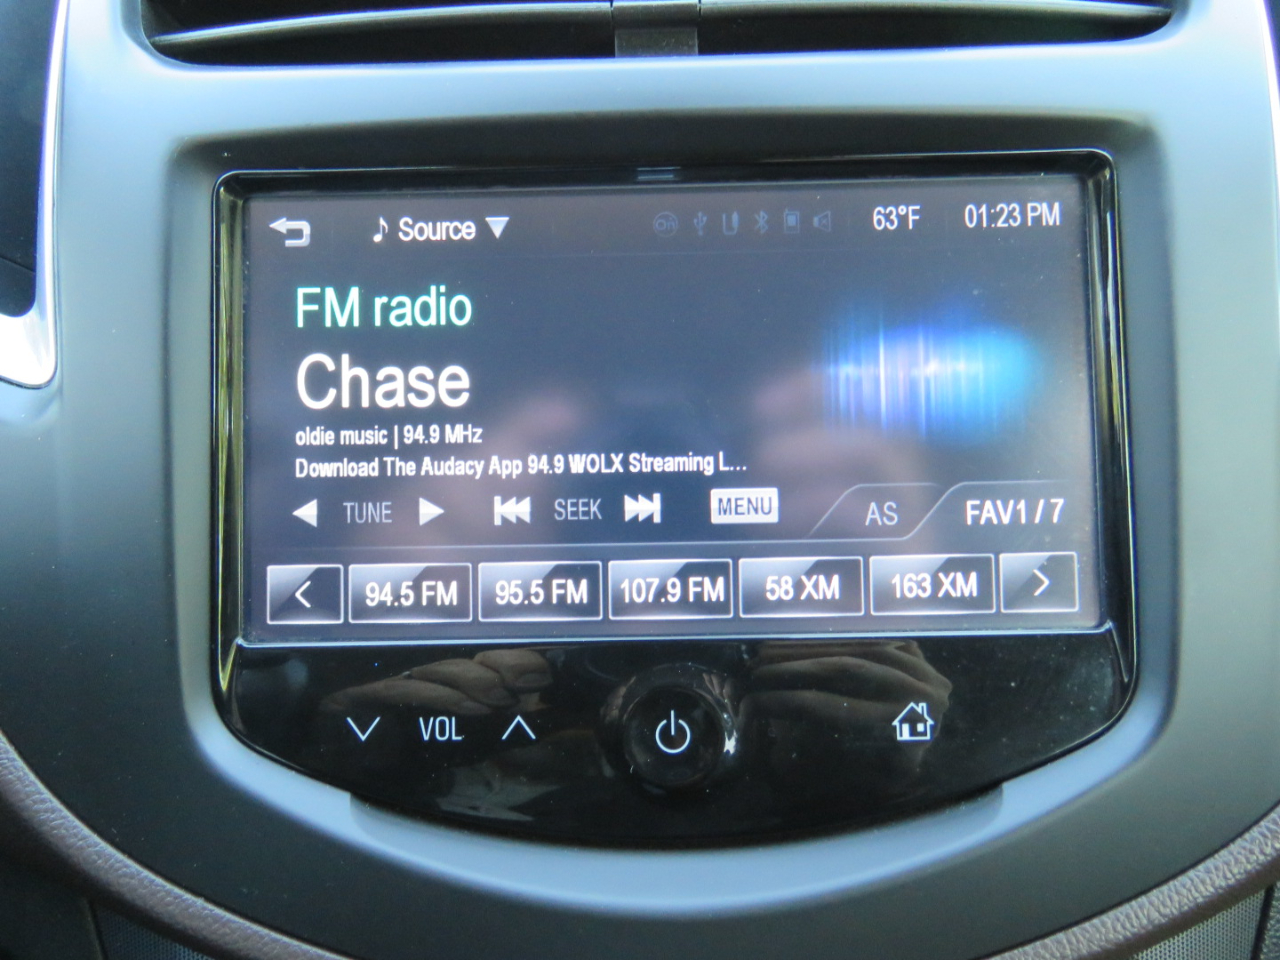 Source 63°F 01:23 PM
FM radio
Chase
oldie music | 94.9 MHz
Download The Audacy App 94.9 WOLX Streaming L...
TUNE SEEK MENU AS FAV1 / 7
94.5 FM 95.5 FM 107.9 FM 58 XM 163 XM
VOL